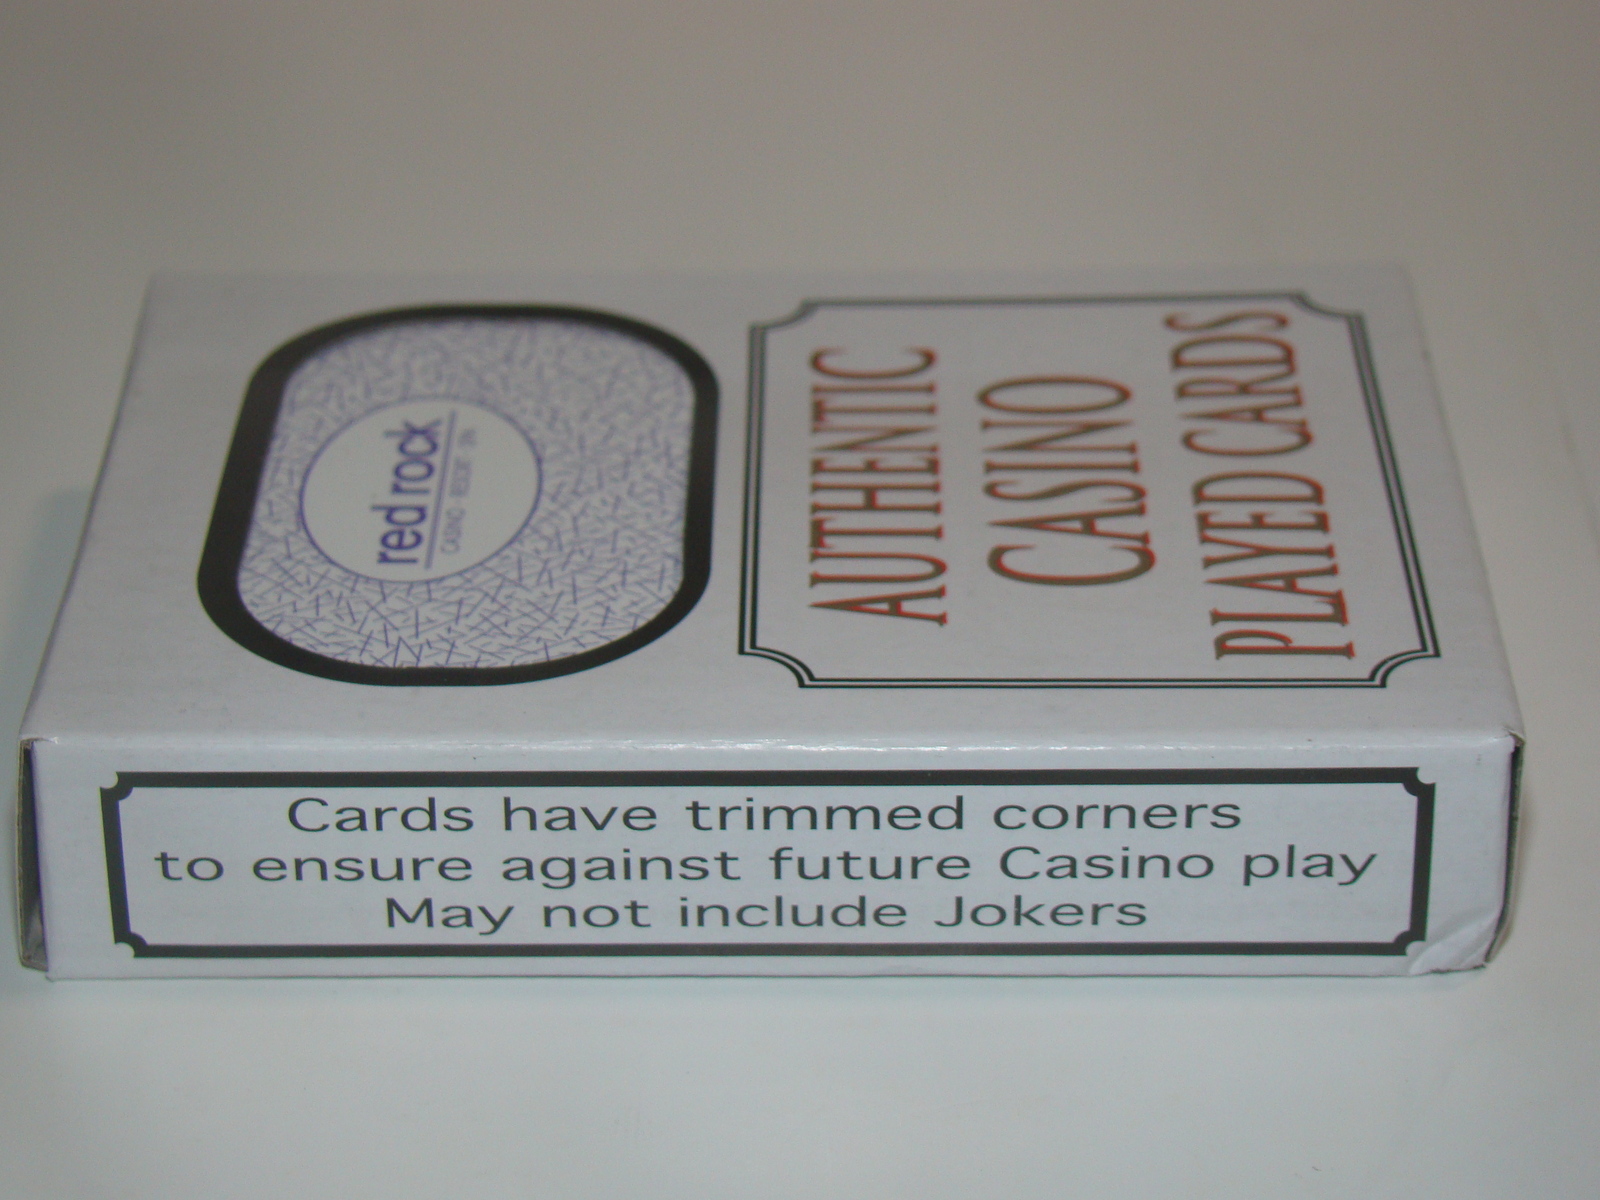 red rock
CASINO RESORT SPA
AUTHENTIC
CASINO
PLAYED CARDS
Cards have trimmed corners
to ensure against future Casino play
May not include Jokers